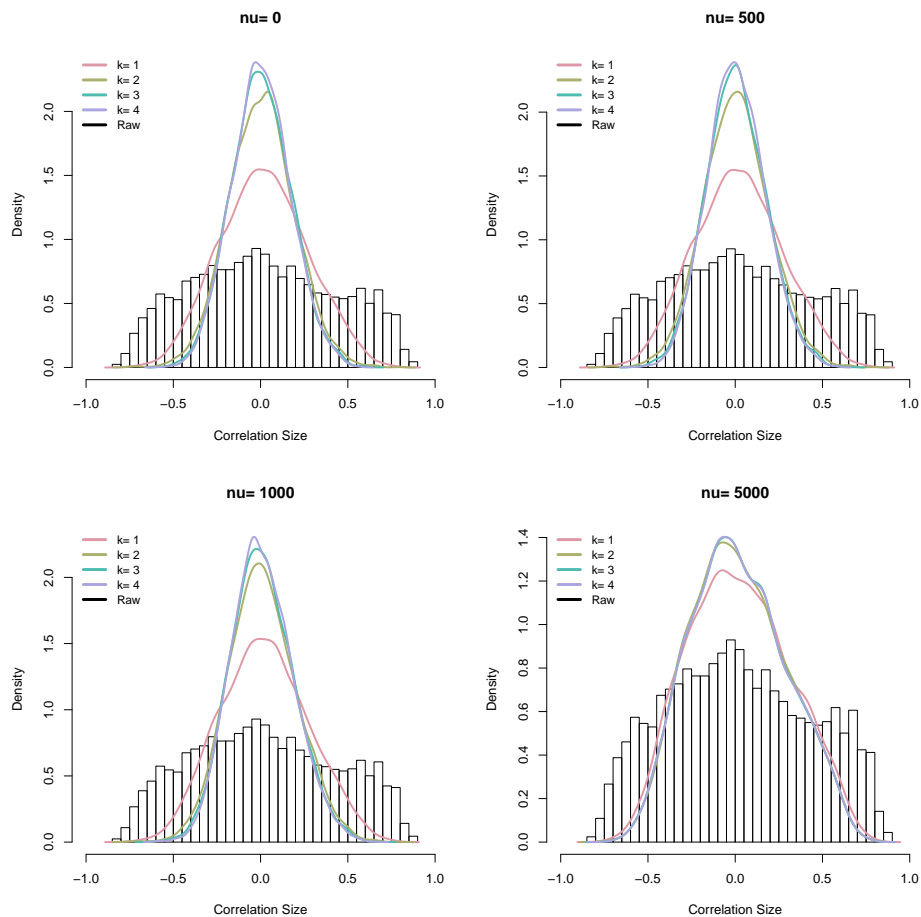 nu= 0
k= 1
k= 2
k= 3
k= 4
Raw
Density
0.0 0.5 1.0 1.5 2.0
−1.0 −0.5 0.0 0.5 1.0
Correlation Size
nu= 500
k= 1
k= 2
k= 3
k= 4
Raw
Density
0.0 0.5 1.0 1.5 2.0
−1.0 −0.5 0.0 0.5 1.0
Correlation Size
nu= 1000
k= 1
k= 2
k= 3
k= 4
Raw
Density
0.0 0.5 1.0 1.5 2.0
−1.0 −0.5 0.0 0.5 1.0
Correlation Size
nu= 5000
k= 1
k= 2
k= 3
k= 4
Raw
Density
0.0 0.2 0.4 0.6 0.8 1.0 1.2 1.4
−1.0 −0.5 0.0 0.5 1.0
Correlation Size